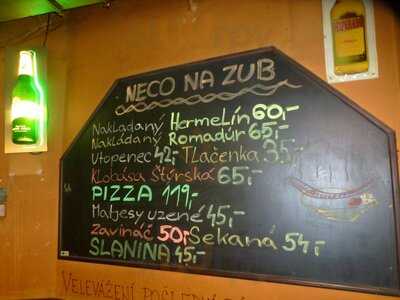 NECO NA ZUB
Nakladaný Hermelín 60,-
Nakladaný Romadúr 65,-
Utopenec 42,- Tlačenka 35,-
Klobása Štýrská 65,-
PIZZA 119,-
Matjesy uzené 45,-
Zavináč 50,- Sekaná 54,-
SLANINA 45,-
VELEVÁŽENÍ